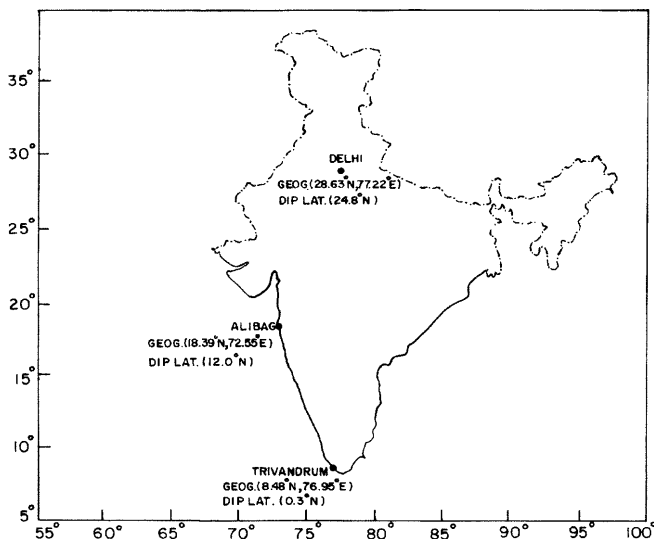 35°
30°
25°
20°
15°
10°
5°
DELHI
GEOG.(28.63°N,77.22°E)
DIP LAT.(24.8°N)
ALIBAG
GEOG.(18.39°N,72.55°E)
DIP LAT.(12.0°N)
TRIVANDRUM
GEOG.(8.48°N,76.95°E)
DIP LAT.(0.3°N)
55° 60° 65° 70° 75° 80° 85° 90° 95° 100°